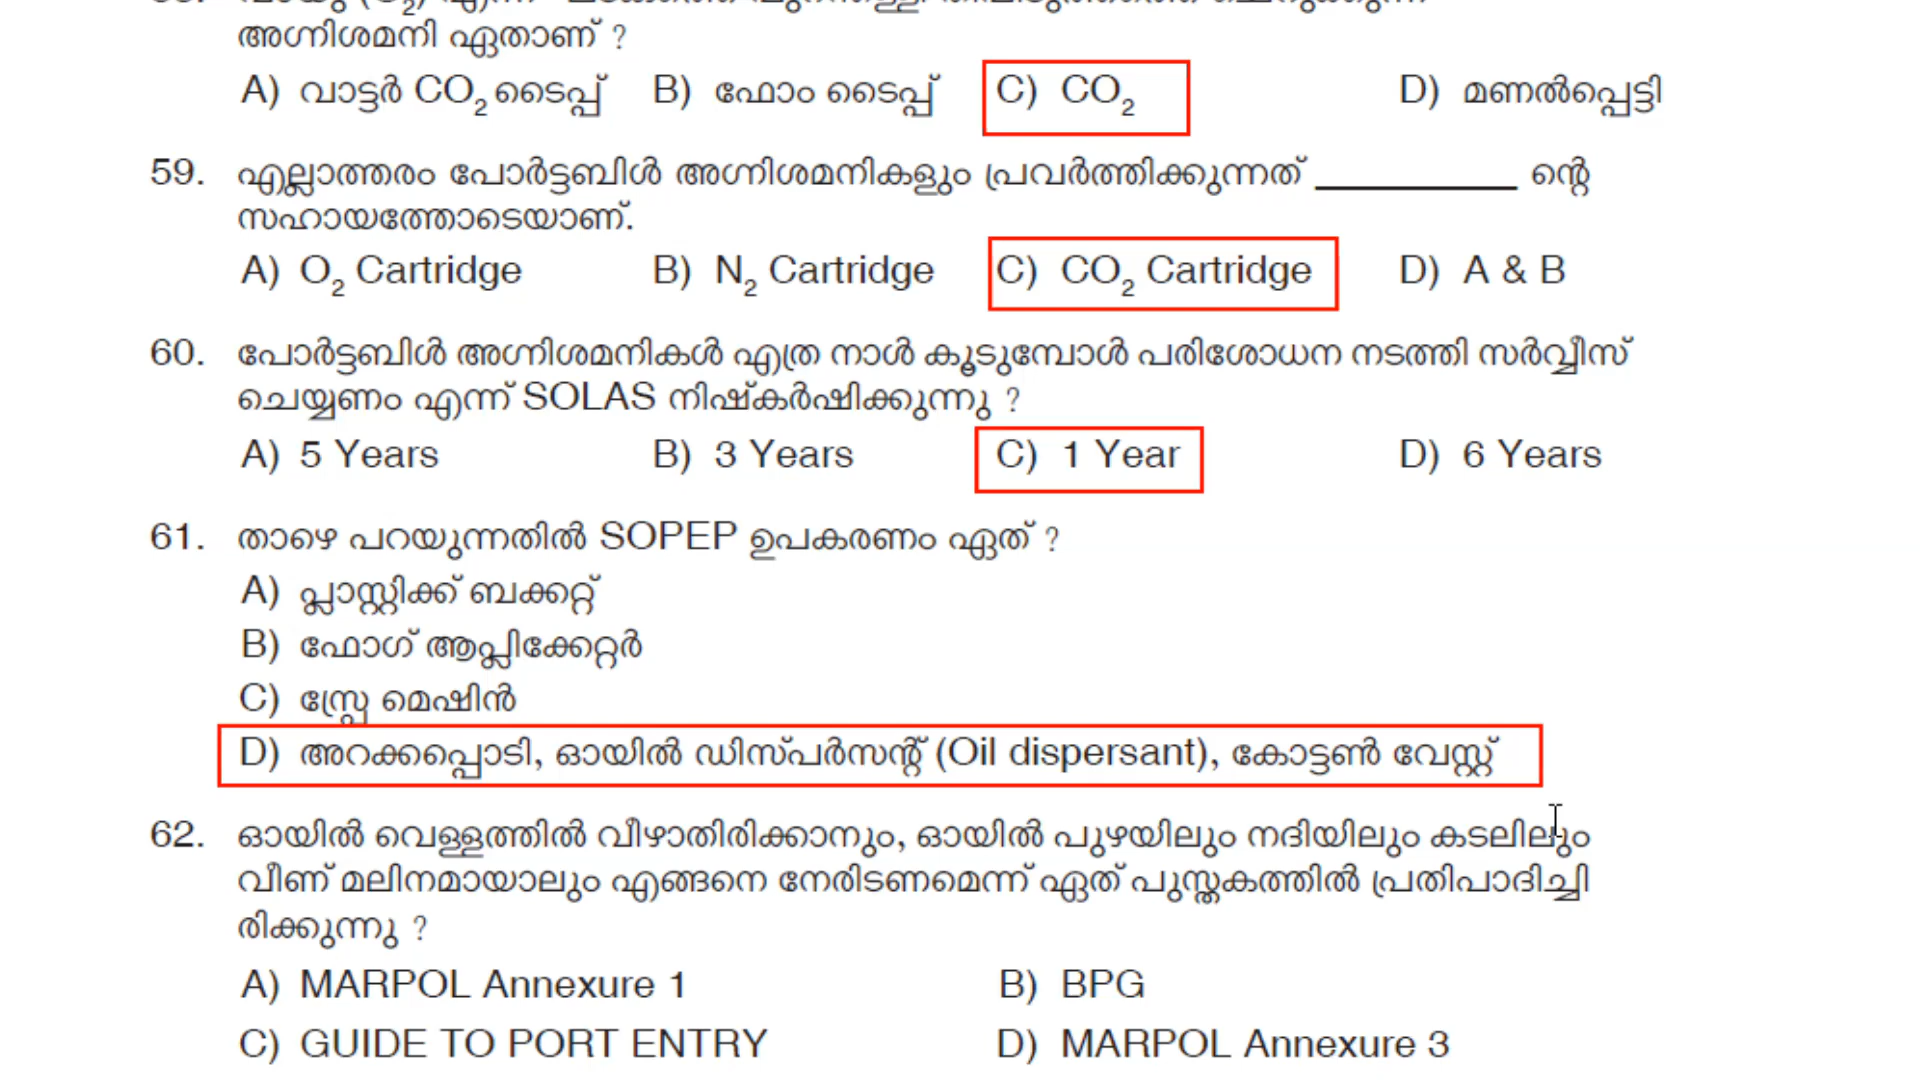 അഗ്നിശമനി ഏതാണ് ?
A) വാട്ടർ CO2 ടൈപ്പ് B) ഫോം ടൈപ്പ് C) CO2 D) മണൽപ്പെട്ടി
59. എല്ലാത്തരം പോർട്ടബിൾ അഗ്നിശമനികളും പ്രവർത്തിക്കുന്നത് __________ ന്റെ
സഹായത്തോടെയാണ്.
A) O2 Cartridge B) N2 Cartridge C) CO2 Cartridge D) A & B
60. പോർട്ടബിൾ അഗ്നിശമനികൾ എത്ര നാൾ കൂടുമ്പോൾ പരിശോധന നടത്തി സർവ്വീസ്
ചെയ്യണം എന്ന് SOLAS നിഷ്കർഷിക്കുന്നു ?
A) 5 Years B) 3 Years C) 1 Year D) 6 Years
61. താഴെ പറയുന്നതിൽ SOPEP ഉപകരണം ഏത് ?
A) പ്ലാസ്റ്റിക്ക് ബക്കറ്റ്
B) ഫോഗ് ആപ്ലിക്കേറ്റർ
C) സ്പ്രേ മെഷിൻ
D) അറക്കപ്പൊടി, ഓയിൽ ഡിസ്പർസന്റ് (Oil dispersant), കോട്ടൺ വേസ്റ്റ്
62. ഓയിൽ വെള്ളത്തിൽ വീഴാതിരിക്കാനും, ഓയിൽ പുഴയിലും നദിയിലും കടലിലും
വീണ് മലിനമായാലും എങ്ങനെ നേരിടണമെന്ന് ഏത് പുസ്തകത്തിൽ പ്രതിപാദിച്ചി
രിക്കുന്നു ?
A) MARPOL Annexure 1 B) BPG
C) GUIDE TO PORT ENTRY D) MARPOL Annexure 3